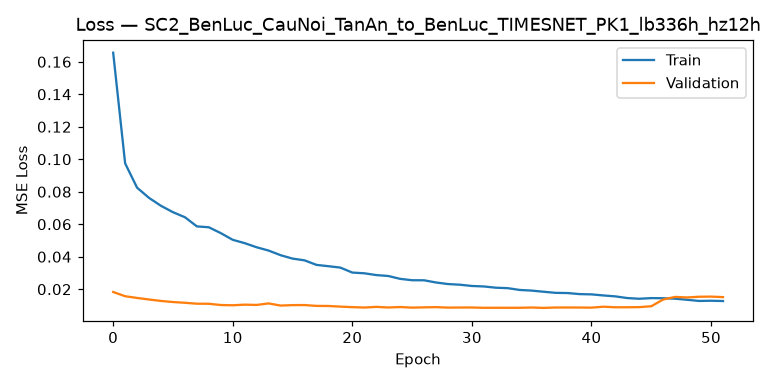 Loss — SC2_BenLuc_CauNoi_TanAn_to_BenLuc_TIMESNET_PK1_lb336h_hz12h
Train
Validation
MSE Loss
0.16
0.14
0.12
0.10
0.08
0.06
0.04
0.02
0 10 20 30 40 50
Epoch